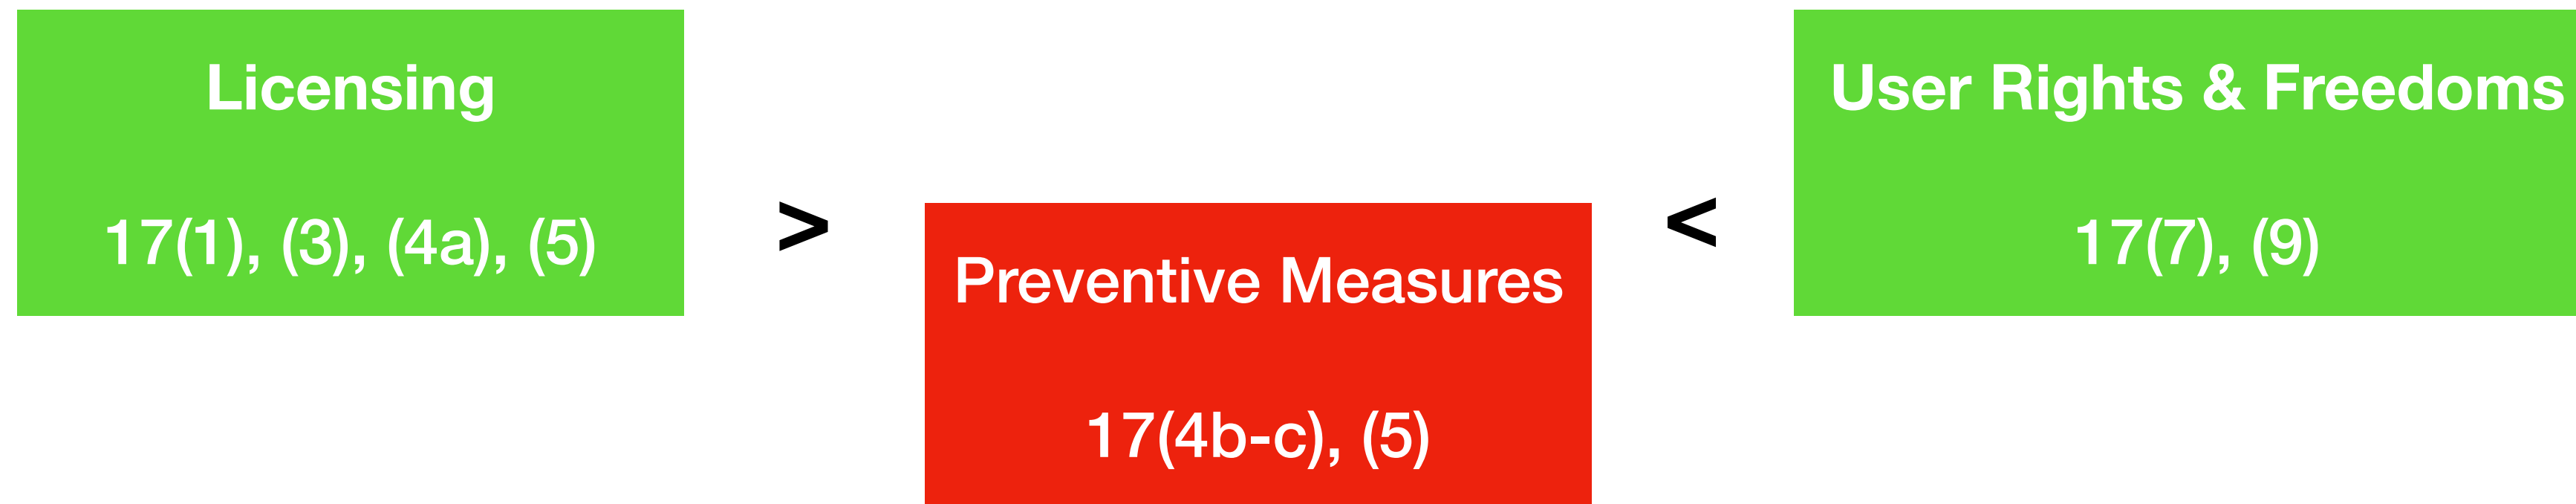 Licensing
17(1), (3), (4a), (5)
>
Preventive Measures
17(4b-c), (5)
<
User Rights & Freedoms
17(7), (9)